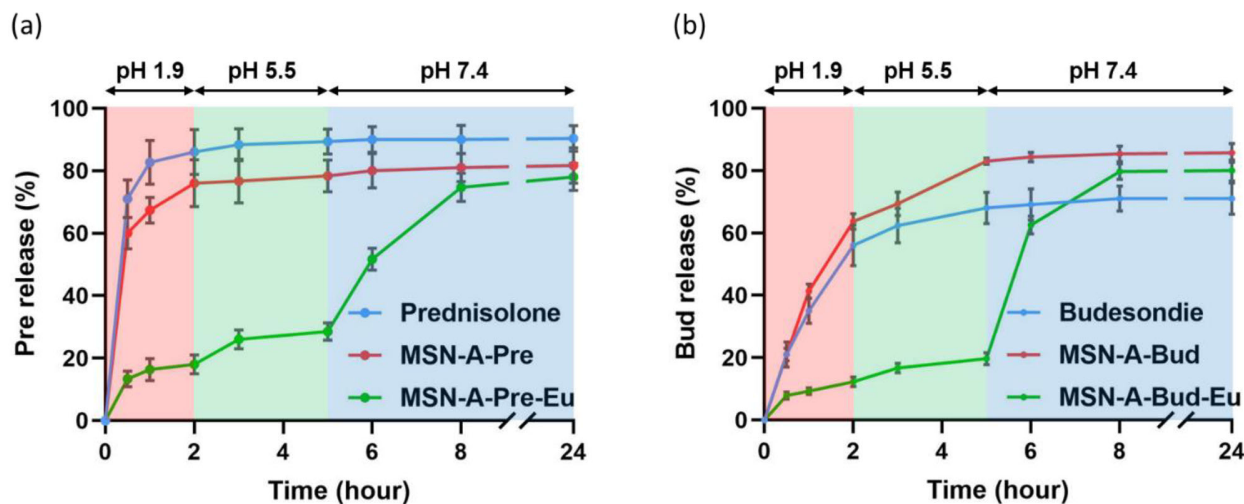 (a)
pH 1.9 pH 5.5 pH 7.4
Pre release (%)
100
80
60
40
20
0
Prednisolone
MSN-A-Pre
MSN-A-Pre-Eu
0 2 4 6 8 24
Time (hour)
(b)
pH 1.9 pH 5.5 pH 7.4
Bud release (%)
100
80
60
40
20
0
Budesondie
MSN-A-Bud
MSN-A-Bud-Eu
0 2 4 6 8 24
Time (hour)